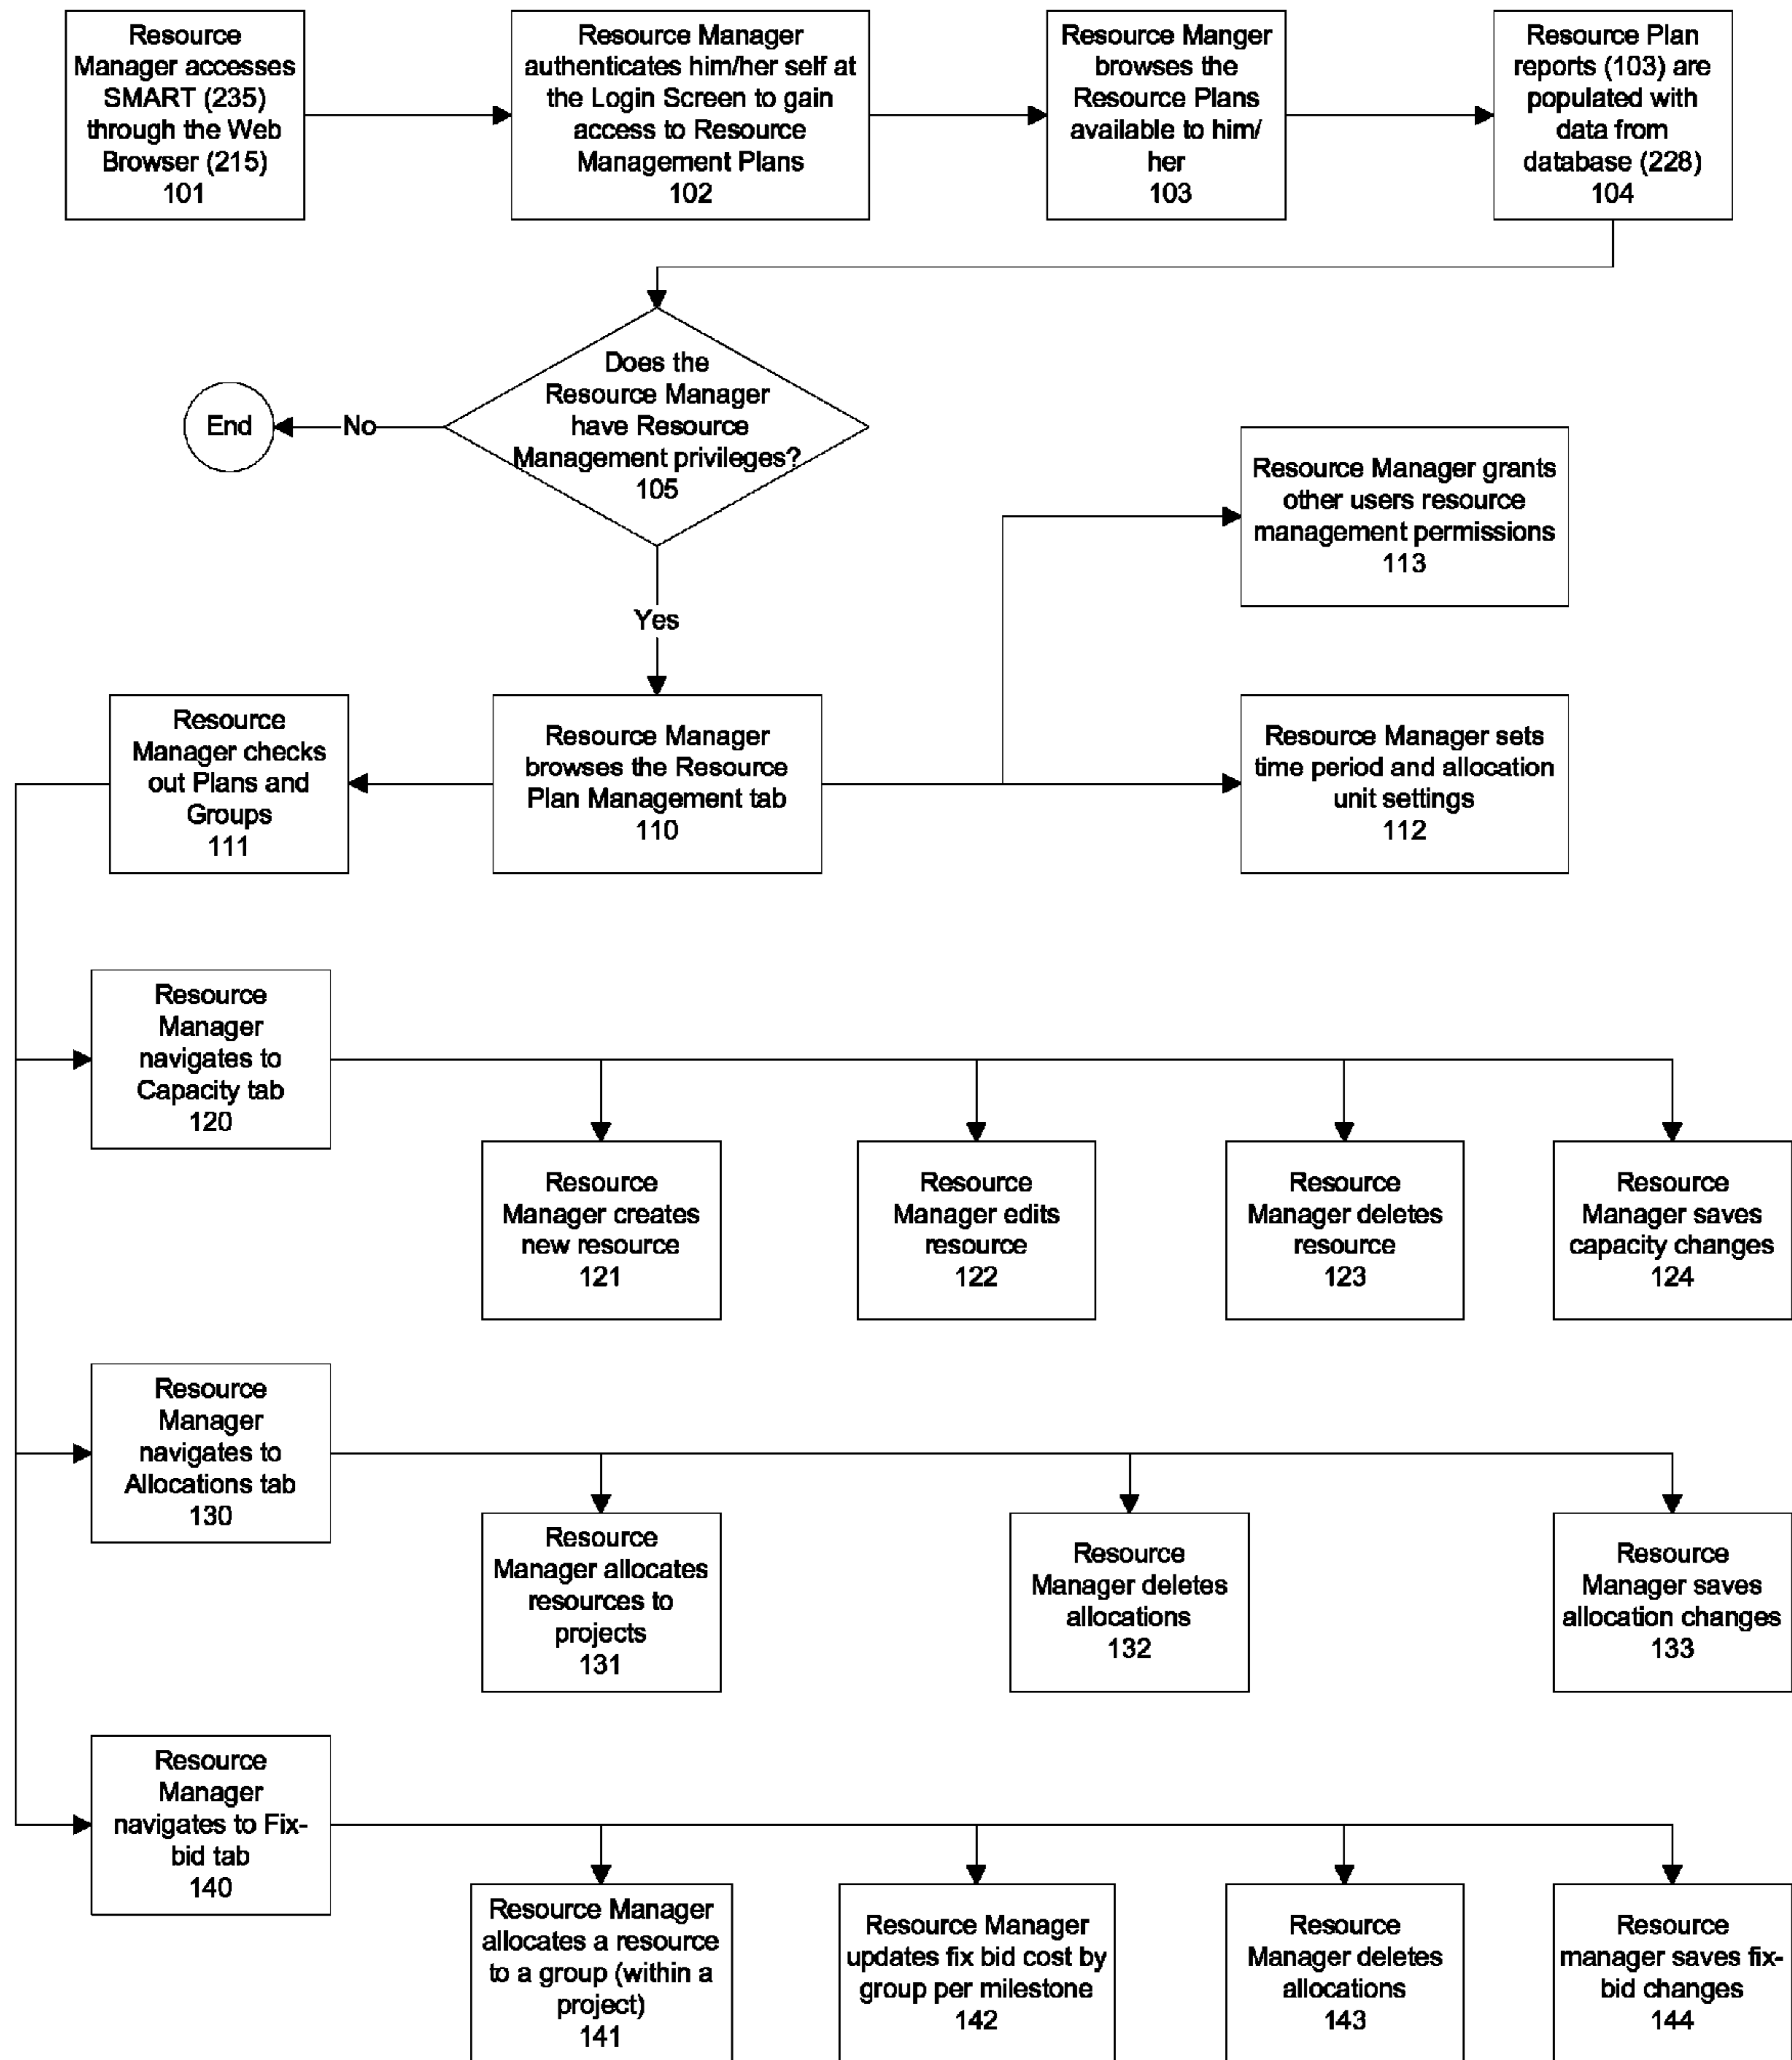 Resource
Manager accesses
SMART (235)
through the Web
Browser (215)
101
Resource Manager
authenticates him/her self at
the Login Screen to gain
access to Resource
Management Plans
102
Resource Manger
browses the
Resource Plans
available to him/
her
103
Resource Plan
reports (103) are
populated with
data from
database (228)
104
Does the
Resource Manager
have Resource
Management privileges?
105
No
End
Yes
Resource Manager grants
other users resource
management permissions
113
Resource
Manager checks
out Plans and
Groups
111
Resource Manager
browses the Resource
Plan Management tab
110
Resource Manager sets
time period and allocation
unit settings
112
Resource
Manager
navigates to
Capacity tab
120
Resource
Manager creates
new resource
121
Resource
Manager edits
resource
122
Resource
Manager deletes
resource
123
Resource
Manager saves
capacity changes
124
Resource
Manager
navigates to
Allocations tab
130
Resource
Manager allocates
resources to
projects
131
Resource
Manager deletes
allocations
132
Resource
Manager saves
allocation changes
133
Resource
Manager
navigates to Fix-
bid tab
140
Resource Manager
allocates a resource
to a group (within a
project)
141
Resource Manager
updates fix bid cost by
group per milestone
142
Resource
Manager deletes
allocations
143
Resource
manager saves fix-
bid changes
144